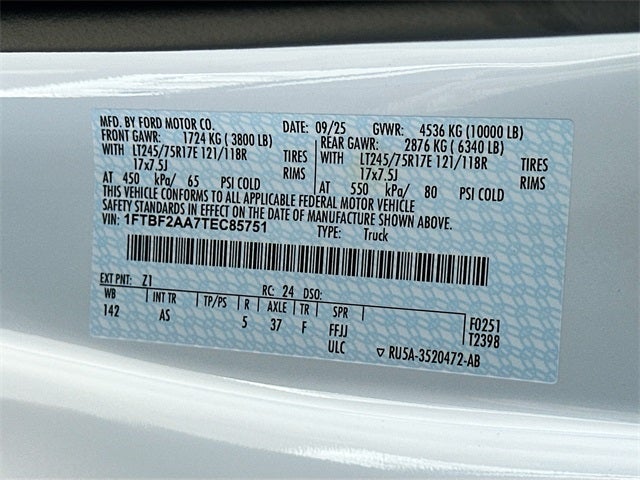 MFD. BY FORD MOTOR CO. DATE: 09/25 GVWR: 4536 KG (10000 LB)
FRONT GAWR: 1724 KG ( 3800 LB) REAR GAWR: 2876 KG ( 6340 LB)
WITH LT245/75R17E 121/118R TIRES WITH LT245/75R17E 121/118R TIRES
17x7.5J RIMS 17x7.5J RIMS
AT 450 kPa/ 65 PSI COLD AT 550 kPa/ 80 PSI COLD
THIS VEHICLE CONFORMS TO ALL APPLICABLE FEDERAL MOTOR VEHICLE
SAFETY STANDARDS IN EFFECT ON THE DATE OF MANUFACTURE SHOWN ABOVE.
VIN: 1FTBF2AA7TEC85751 TYPE: Truck
EXT PNT: Z1 RC: 24 DSO:
WB INT TR TP/PS R AXLE TR SPR F0251
142 AS 5 37 F FFJJ T2398
ULC ▽ RU5A-3520472-AB